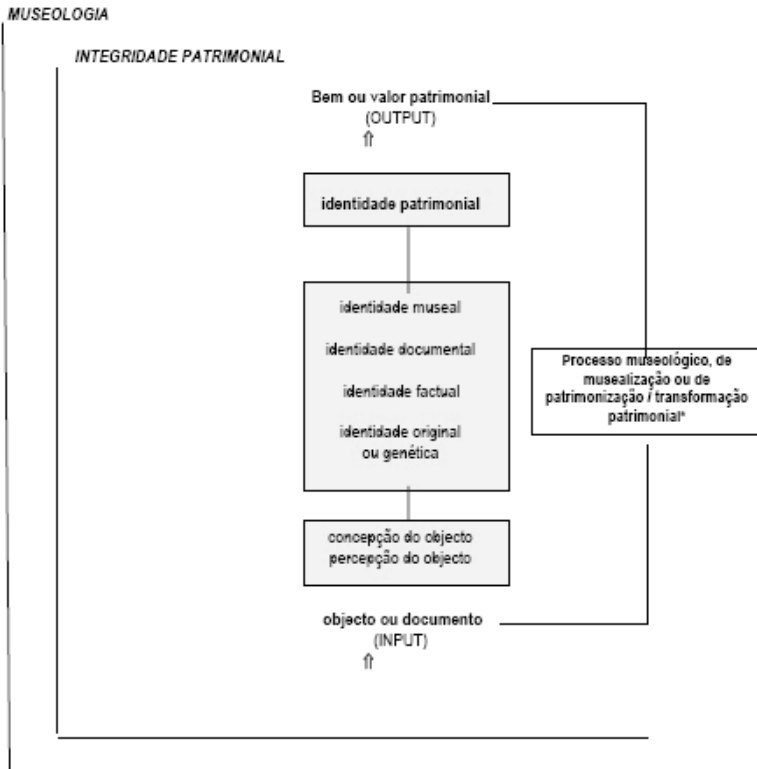 MUSEOLOGIA
INTEGRIDADE PATRIMONIAL
Bem ou valor patrimonial
(OUTPUT)
⇑
identidade patrimonial
identidade museal
identidade documental
identidade factual
identidade original
ou genética
Processo museológico, de
musealização ou de
patrimonização / transformação
patrimonial*
concepção do objecto
percepção do objecto
objecto ou documento
(INPUT)
⇑